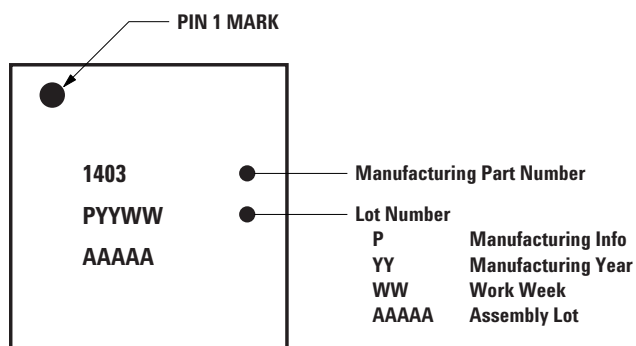 PIN 1 MARK
1403
Manufacturing Part Number
PYYWW
Lot Number
AAAAA
P Manufacturing Info
YY Manufacturing Year
WW Work Week
AAAAA Assembly Lot